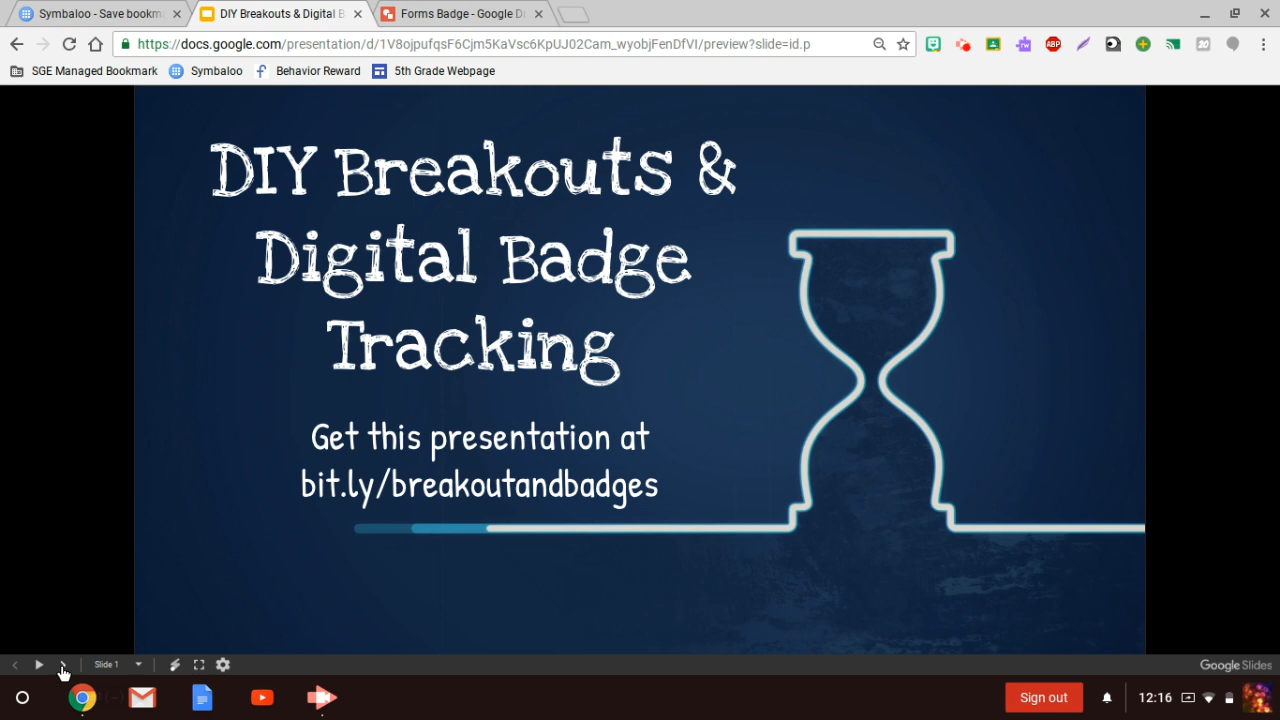 Symbaloo - Save bookm
DIY Breakouts & Digital B
Forms Badge - Google D
https://docs.google.com/presentation/d/1V8ojpufqsF6Cjm5KaVsc6KpUJ02Cam_wyobjFenDfVI/preview?slide=id.p
SGE Managed Bookmark
Symbaloo
Behavior Reward
5th Grade Webpage
DIY Breakouts &
Digital Badge
Tracking
Get this presentation at
bit.ly/breakoutandbadges
Slide 1
Google Slides
Sign out
12:16